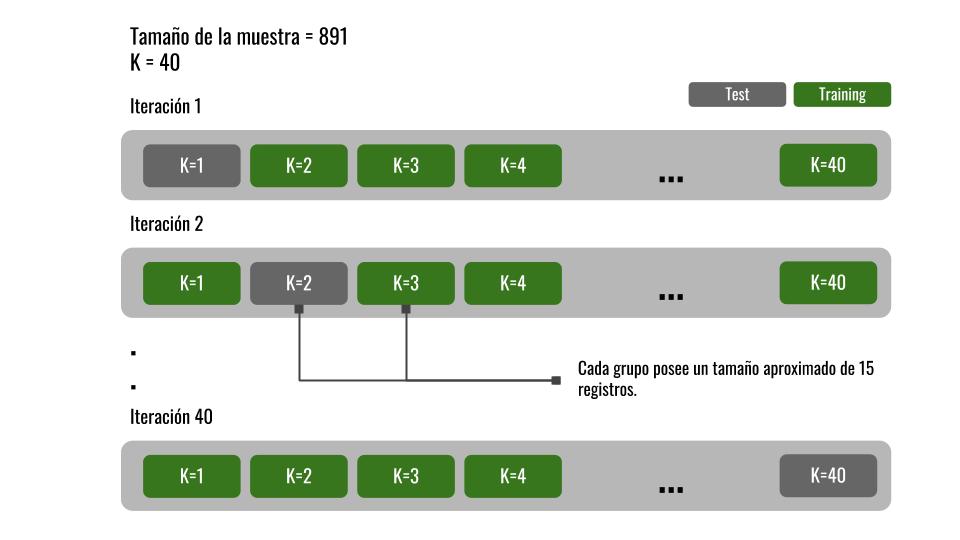 Tamaño de la muestra = 891
K = 40
Test
Training
Iteración 1
K=1
K=2
K=3
K=4
...
K=40
Iteración 2
K=1
K=2
K=3
K=4
...
K=40
.
.
Cada grupo posee un tamaño aproximado de 15
registros.
Iteración 40
K=1
K=2
K=3
K=4
...
K=40